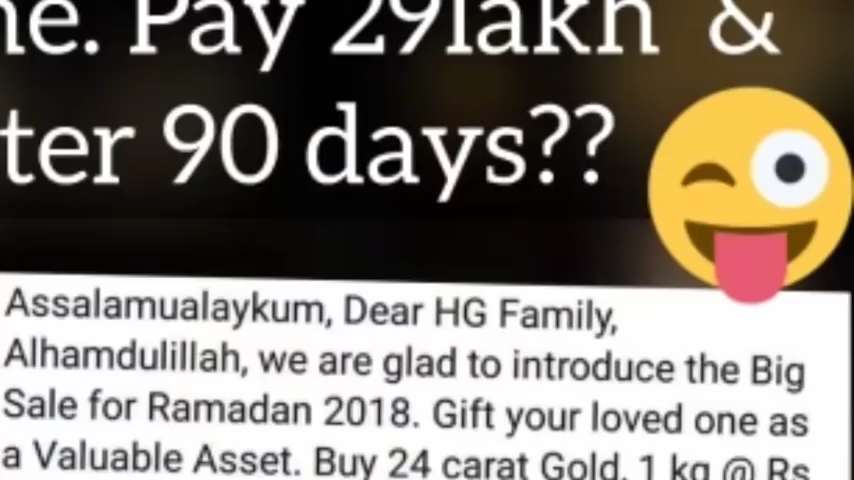 ne. Pay 29lakh &
ter 90 days??
Assalamualaykum, Dear HG Family,
Alhamdulillah, we are glad to introduce the Big
Sale for Ramadan 2018. Gift your loved one as
a Valuable Asset. Buy 24 carat Gold, 1 kg @ Rs